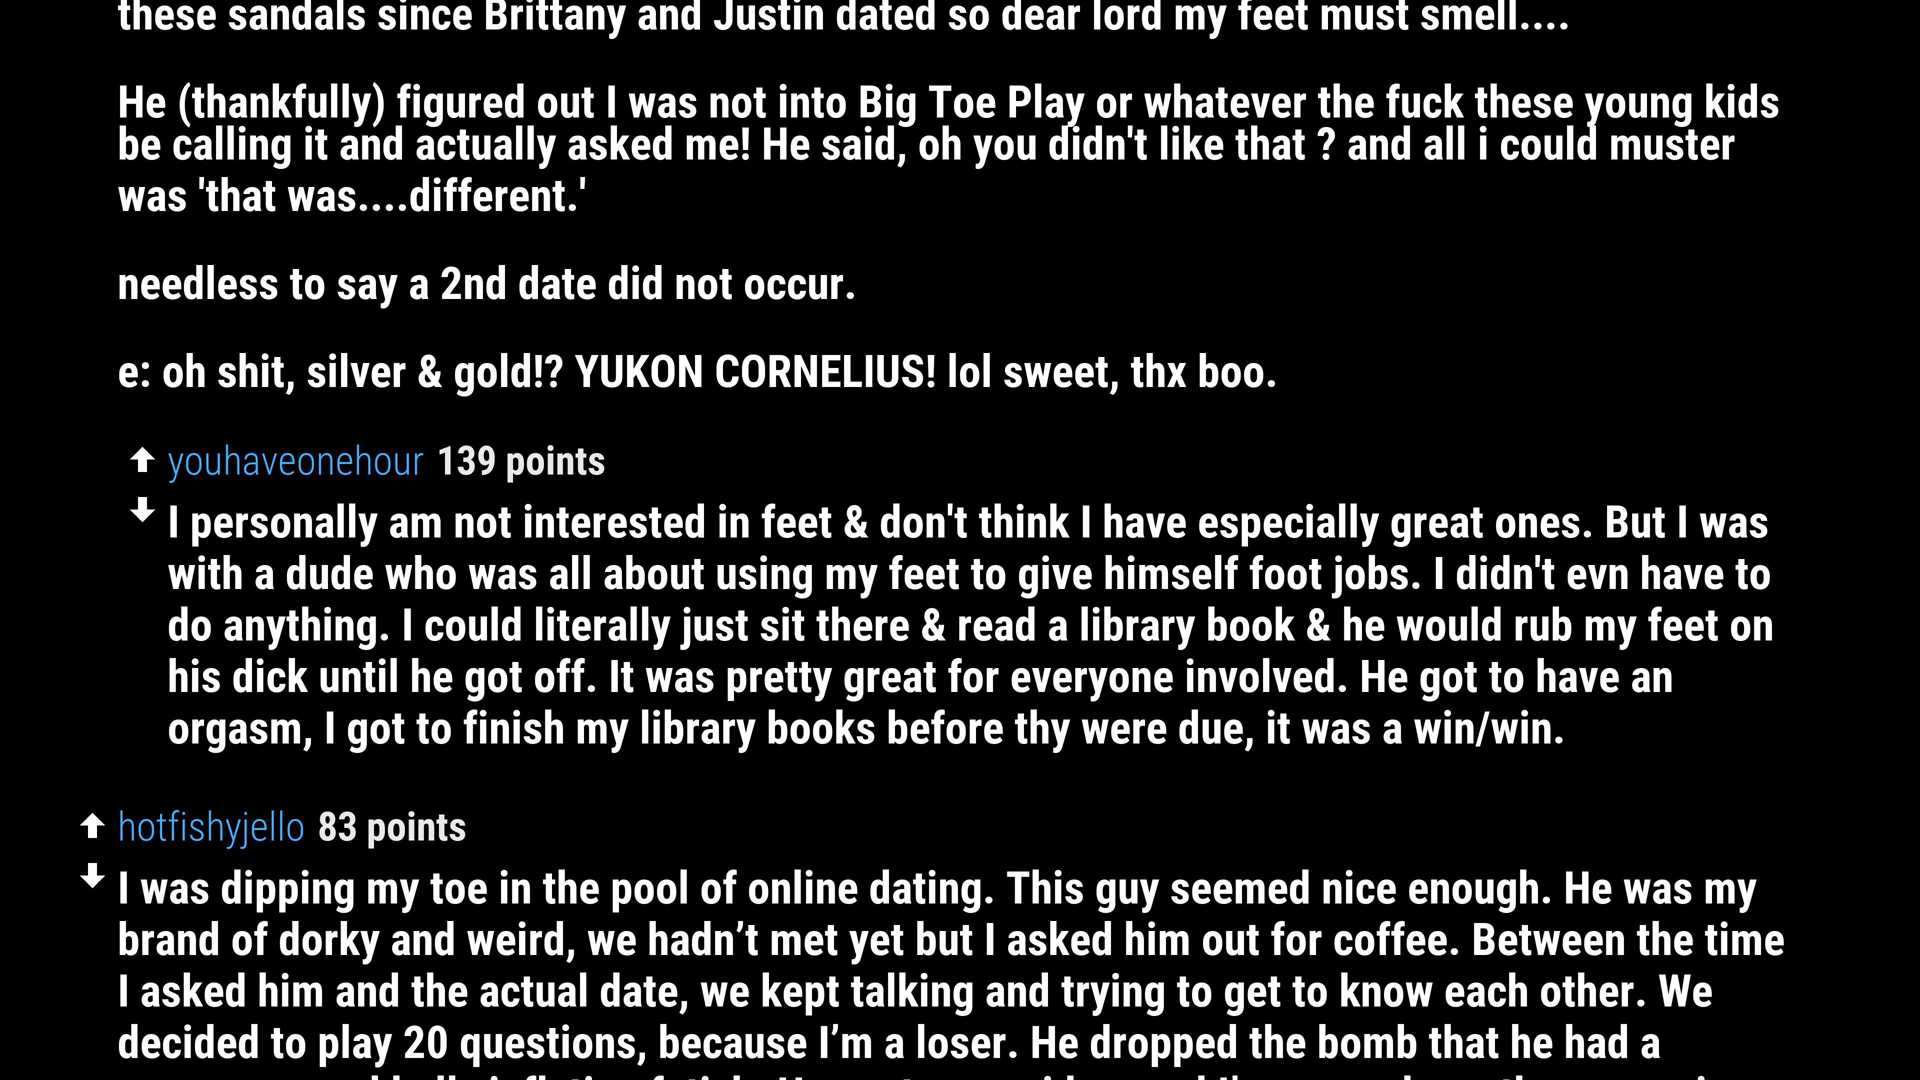 these sandals since Brittany and Justin dated so dear lord my feet must smell....
He (thankfully) figured out I was not into Big Toe Play or whatever the fuck these young kids
be calling it and actually asked me! He said, oh you didn't like that ? and all i could muster
was 'that was....different.'
needless to say a 2nd date did not occur.
e: oh shit, silver & gold!? YUKON CORNELIUS! lol sweet, thx boo.
youhaveonehour 139 points
I personally am not interested in feet & don't think I have especially great ones. But I was
with a dude who was all about using my feet to give himself foot jobs. I didn't evn have to
do anything. I could literally just sit there & read a library book & he would rub my feet on
his dick until he got off. It was pretty great for everyone involved. He got to have an
orgasm, I got to finish my library books before thy were due, it was a win/win.
hotfishyjello 83 points
I was dipping my toe in the pool of online dating. This guy seemed nice enough. He was my
brand of dorky and weird, we hadn’t met yet but I asked him out for coffee. Between the time
I asked him and the actual date, we kept talking and trying to get to know each other. We
decided to play 20 questions, because I’m a loser. He dropped the bomb that he had a